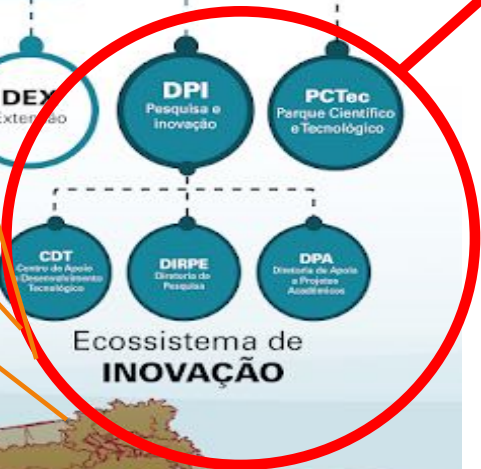 DEX
Extensão
DPI
Pesquisa e
inovação
PCTec
Parque Científico
e Tecnológico
CDT
Centro de Apoio
ao Desenvolvimento
Tecnológico
DIRPE
Diretoria de
Pesquisa
DPA
Diretoria de Apoio
a Projetos
Acadêmicos
Ecossistema de
INOVAÇÃO